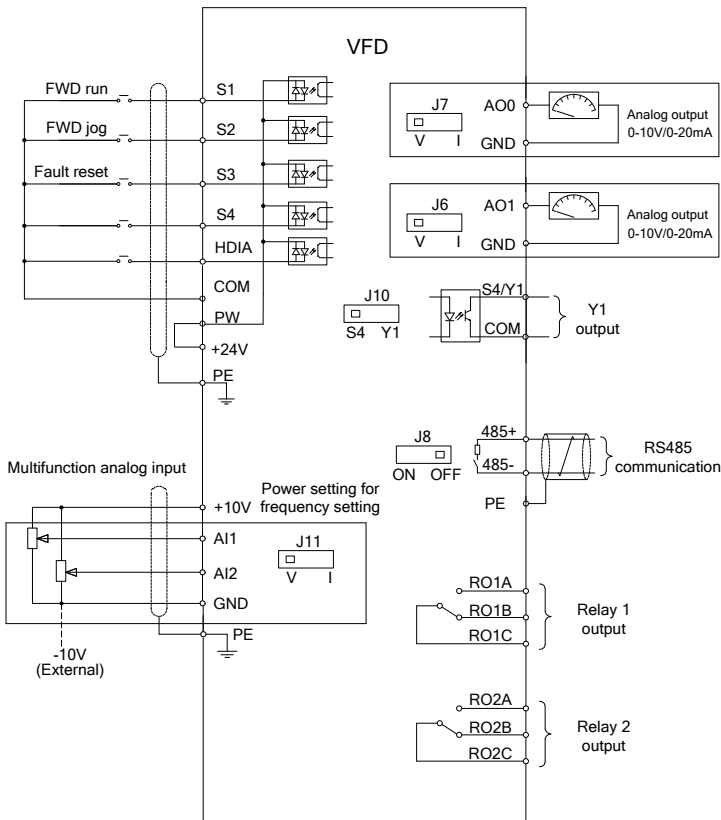 VFD
FWD run
S1
FWD jog
S2
Fault reset
S3
S4
HDIA
COM
PW
+24V
PE
J7
V I
AO0
GND
Analog output
0-10V/0-20mA
J6
V I
AO1
GND
Analog output
0-10V/0-20mA
J10
S4 Y1
S4/Y1
COM
Y1
output
J8
ON OFF
485+
485-
PE
RS485
communication
Multifunction analog input
Power setting for
frequency setting
+10V
AI1
AI2
GND
PE
J11
V I
-10V
(External)
RO1A
RO1B
RO1C
Relay 1
output
RO2A
RO2B
RO2C
Relay 2
output